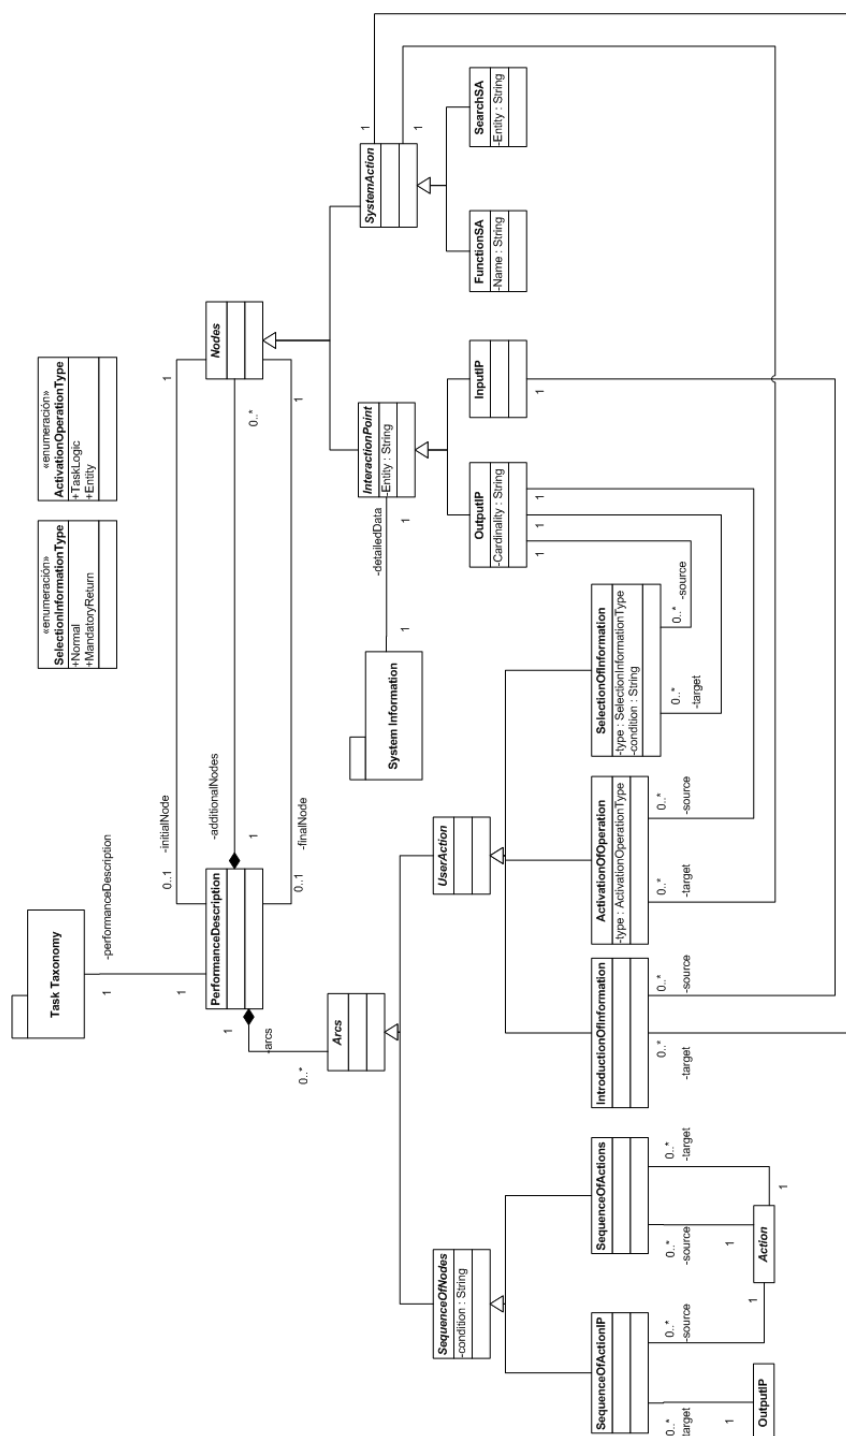 Task Taxonomy
«enumeración»
SelectionInformationType
+Normal
+MandatoryReturn
«enumeración»
ActivationOperationType
+TaskLogic
+Entity
-performanceDescription
1
1
0..1
-initialNode
1
PerformanceDescription
-additionalNodes
Nodes
1
1
0..*
-arcs
0..1
-finalNode
1
0..*
Arcs
System Information
-detailedData
1
1
InteractionPoint
-Entity : String
SystemAction
1
1
SequenceOfNodes
-condition : String
UserAction
OutputIP
-Cardinality : String
InputIP
FunctionSA
-Name : String
SearchSA
-Entity : String
1
1
1
1
SequenceOfActionIP
SequenceOfActions
IntroductionOfInformation
ActivationOfOperation
-type : ActivationOperationType
SelectionOfInformation
-type : SelectionInformationType
-condition : String
0..*
-target
0..*
-source
0..*
-source
0..*
-target
0..*
-target
0..*
-source
0..*
-target
0..*
-source
0..*
-target
0..*
-source
1
1
1
1
OutputIP
Action